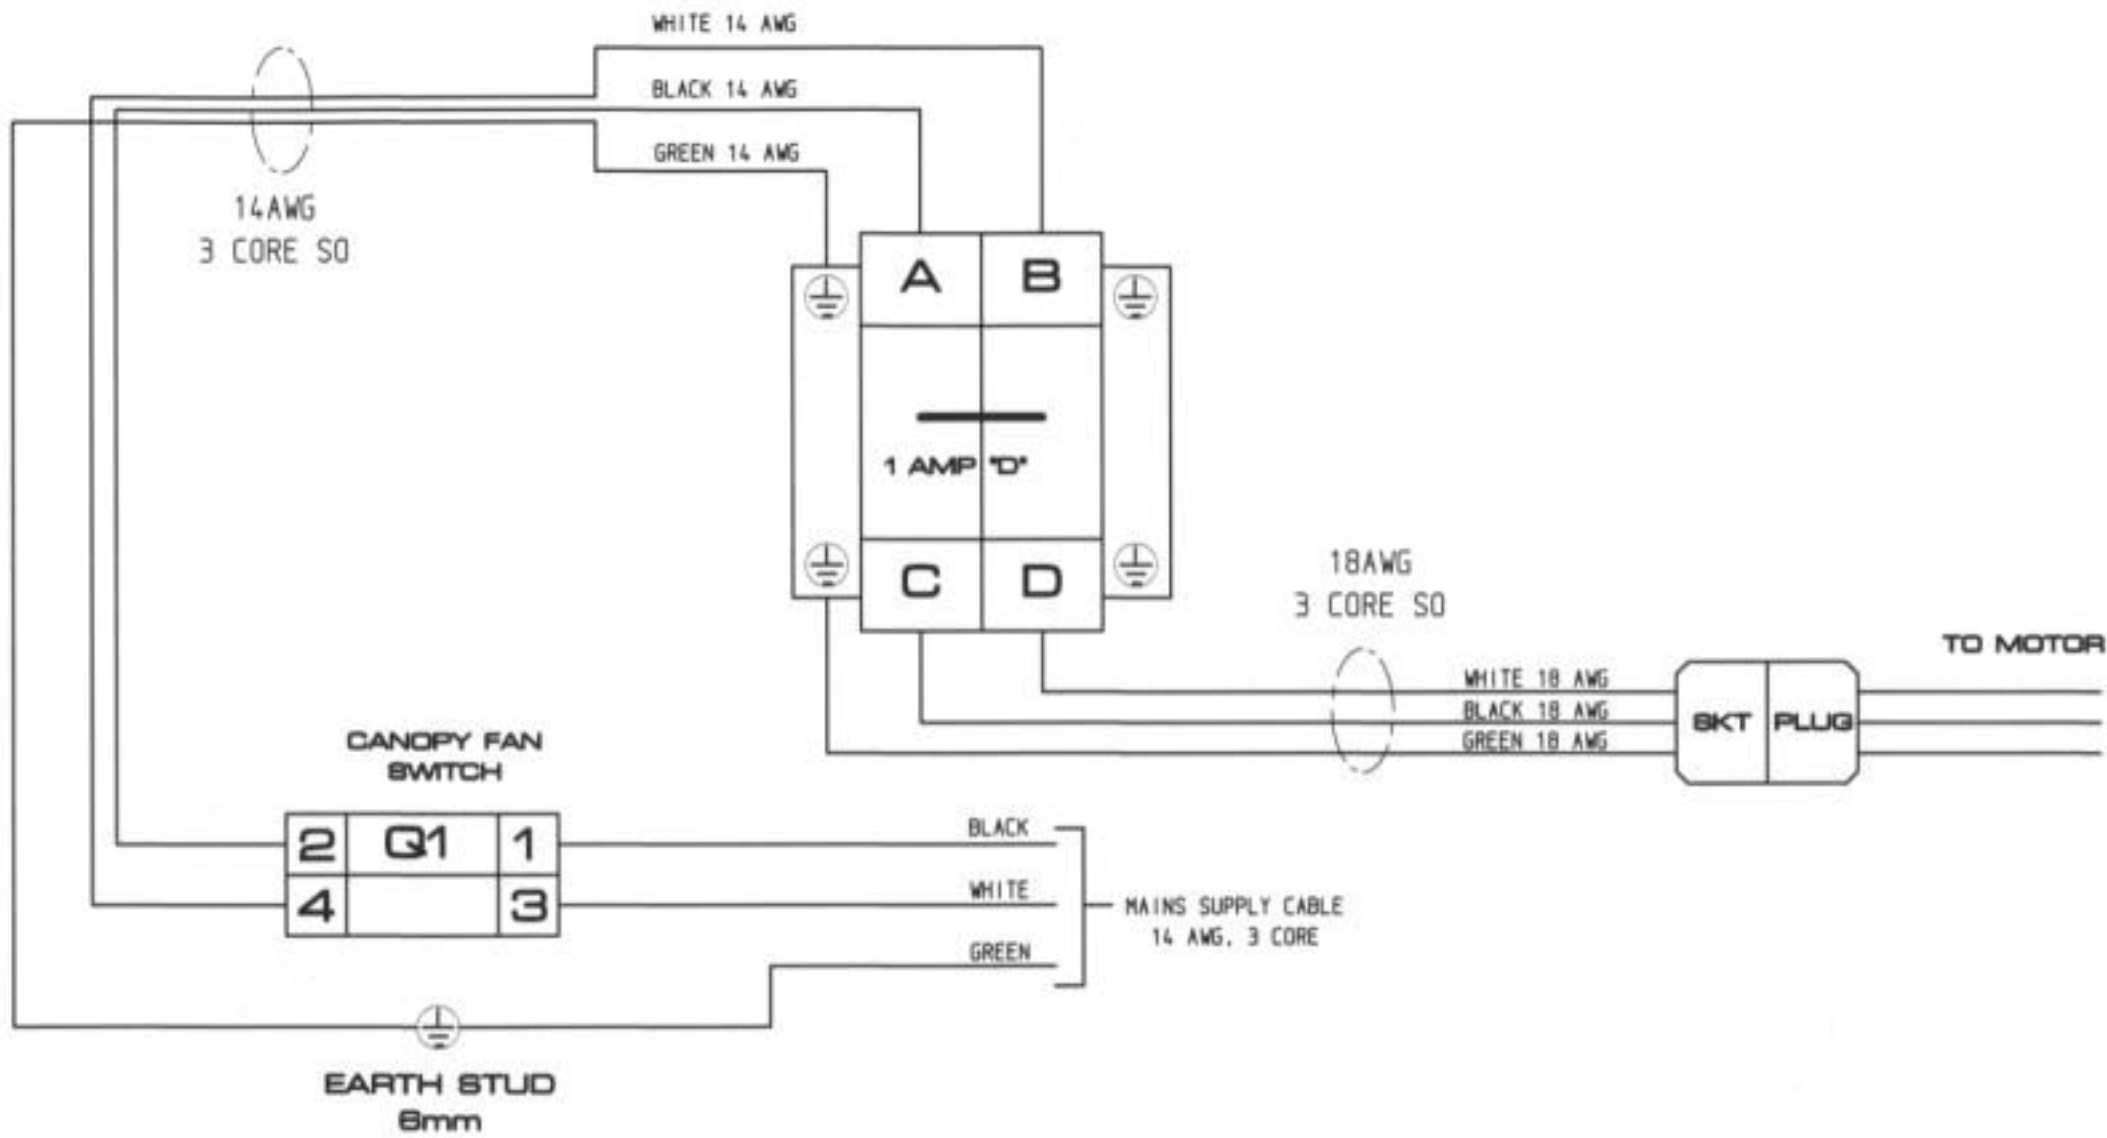 WHITE 14 AWG
BLACK 14 AWG
GREEN 14 AWG
14AWG
3 CORE SO
A
B
1 AMP "D"
C
D
18AWG
3 CORE SO
TO MOTOR
WHITE 18 AWG
BLACK 18 AWG
GREEN 18 AWG
SKT
PLUG
CANOPY FAN
SWITCH
2
Q1
1
4
3
BLACK
WHITE
GREEN
MAINS SUPPLY CABLE
14 AWG, 3 CORE
EARTH STUD
6mm